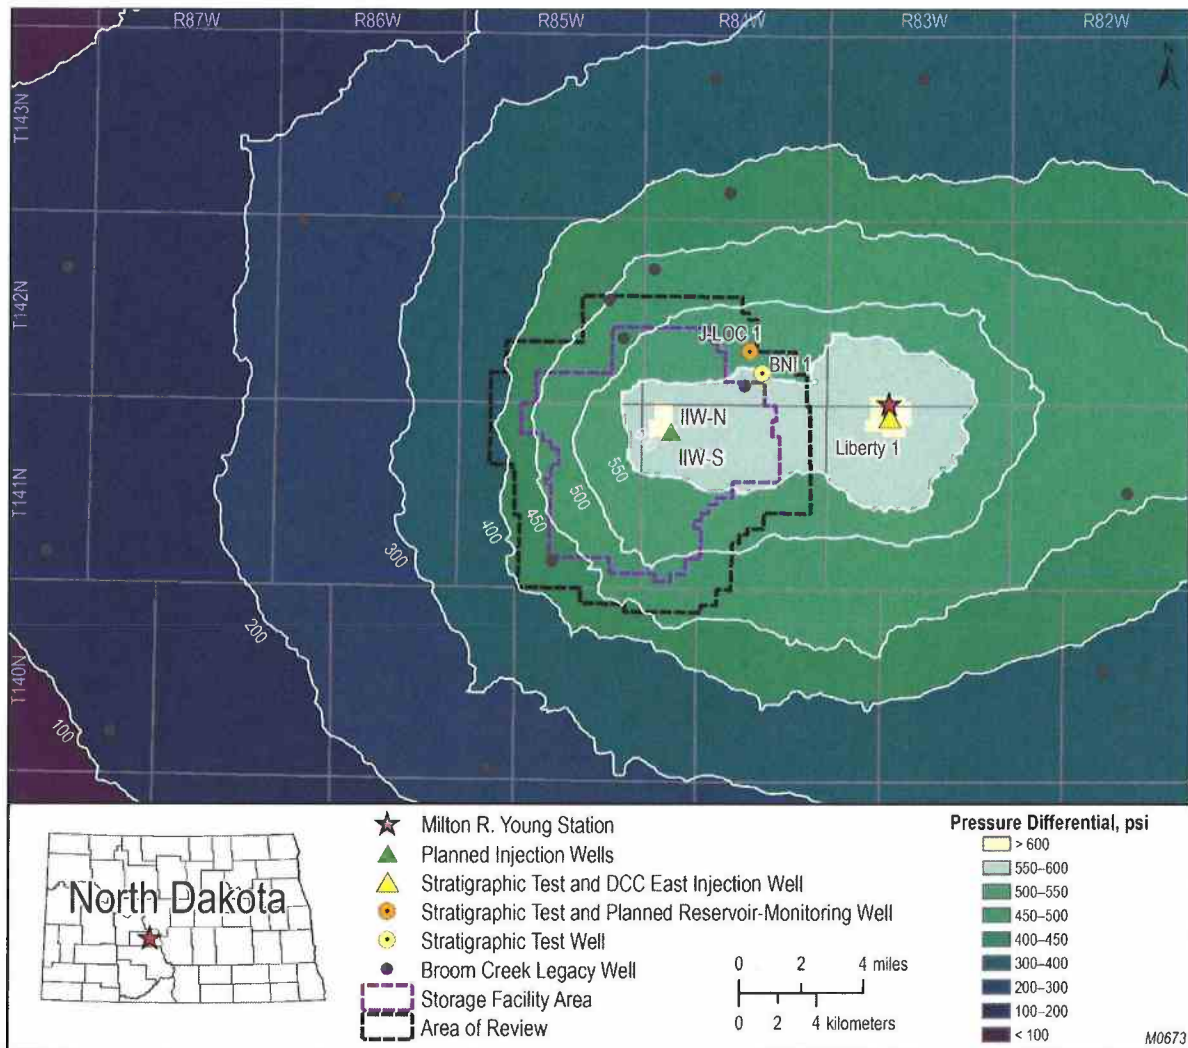 R87W R86W R85W R84W R83W R82W
N
T143N
T142N
J-LOC 1
BNI 1
IIW-N
Liberty 1
IIW-S
550
500
T141N
450
400
300
200
T140N
100
North Dakota
Milton R. Young Station
Planned Injection Wells
Stratigraphic Test and DCC East Injection Well
Stratigraphic Test and Planned Reservoir-Monitoring Well
Stratigraphic Test Well
Broom Creek Legacy Well
Storage Facility Area
Area of Review
0 2 4 miles
0 2 4 kilometers
Pressure Differential, psi
> 600
550–600
500–550
450–500
400–450
300–400
200–300
100–200
< 100
M0673